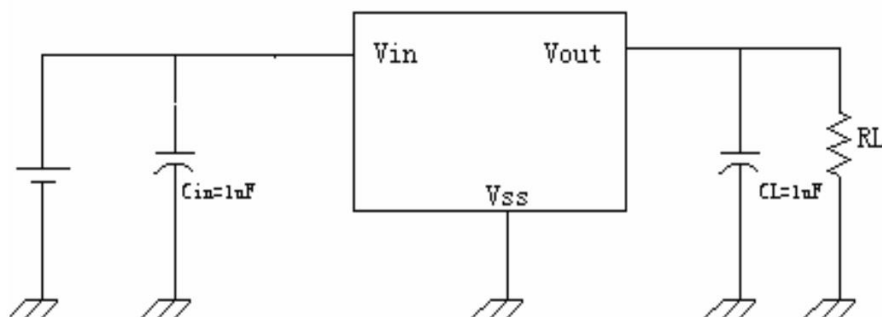 Vin
Vout
RL
Cin=1uF
CL=1uF
Vss